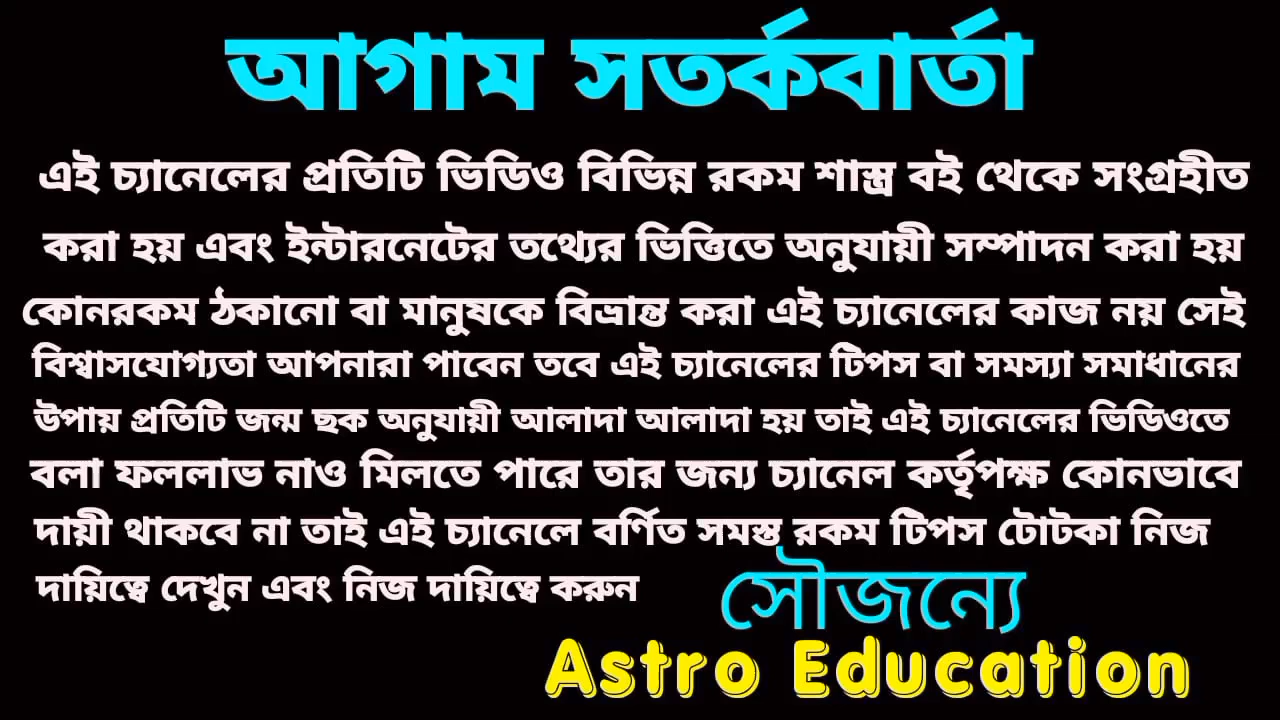 আগাম সতর্কবার্তা
এই চ্যানেলের প্রতিটি ভিডিও বিভিন্ন রকম শাস্ত্র বই থেকে সংগ্রহীত
করা হয় এবং ইন্টারনেটের তথ্যের ভিত্তিতে অনুযায়ী সম্পাদন করা হয়
কোনরকম ঠকানো বা মানুষকে বিভ্রান্ত করা এই চ্যানেলের কাজ নয় সেই
বিশ্বাসযোগ্যতা আপনারা পাবেন তবে এই চ্যানেলের টিপস বা সমস্যা সমাধানের
উপায় প্রতিটি জন্ম ছক অনুযায়ী আলাদা আলাদা হয় তাই এই চ্যানেলের ভিডিওতে
বলা ফললাভ নাও মিলতে পারে তার জন্য চ্যানেল কর্তৃপক্ষ কোনভাবে
দায়ী থাকবে না তাই এই চ্যানেলে বর্ণিত সমস্ত রকম টিপস টোটকা নিজ
দায়িত্বে দেখুন এবং নিজ দায়িত্বে করুন
সৌজন্যে
Astro Education